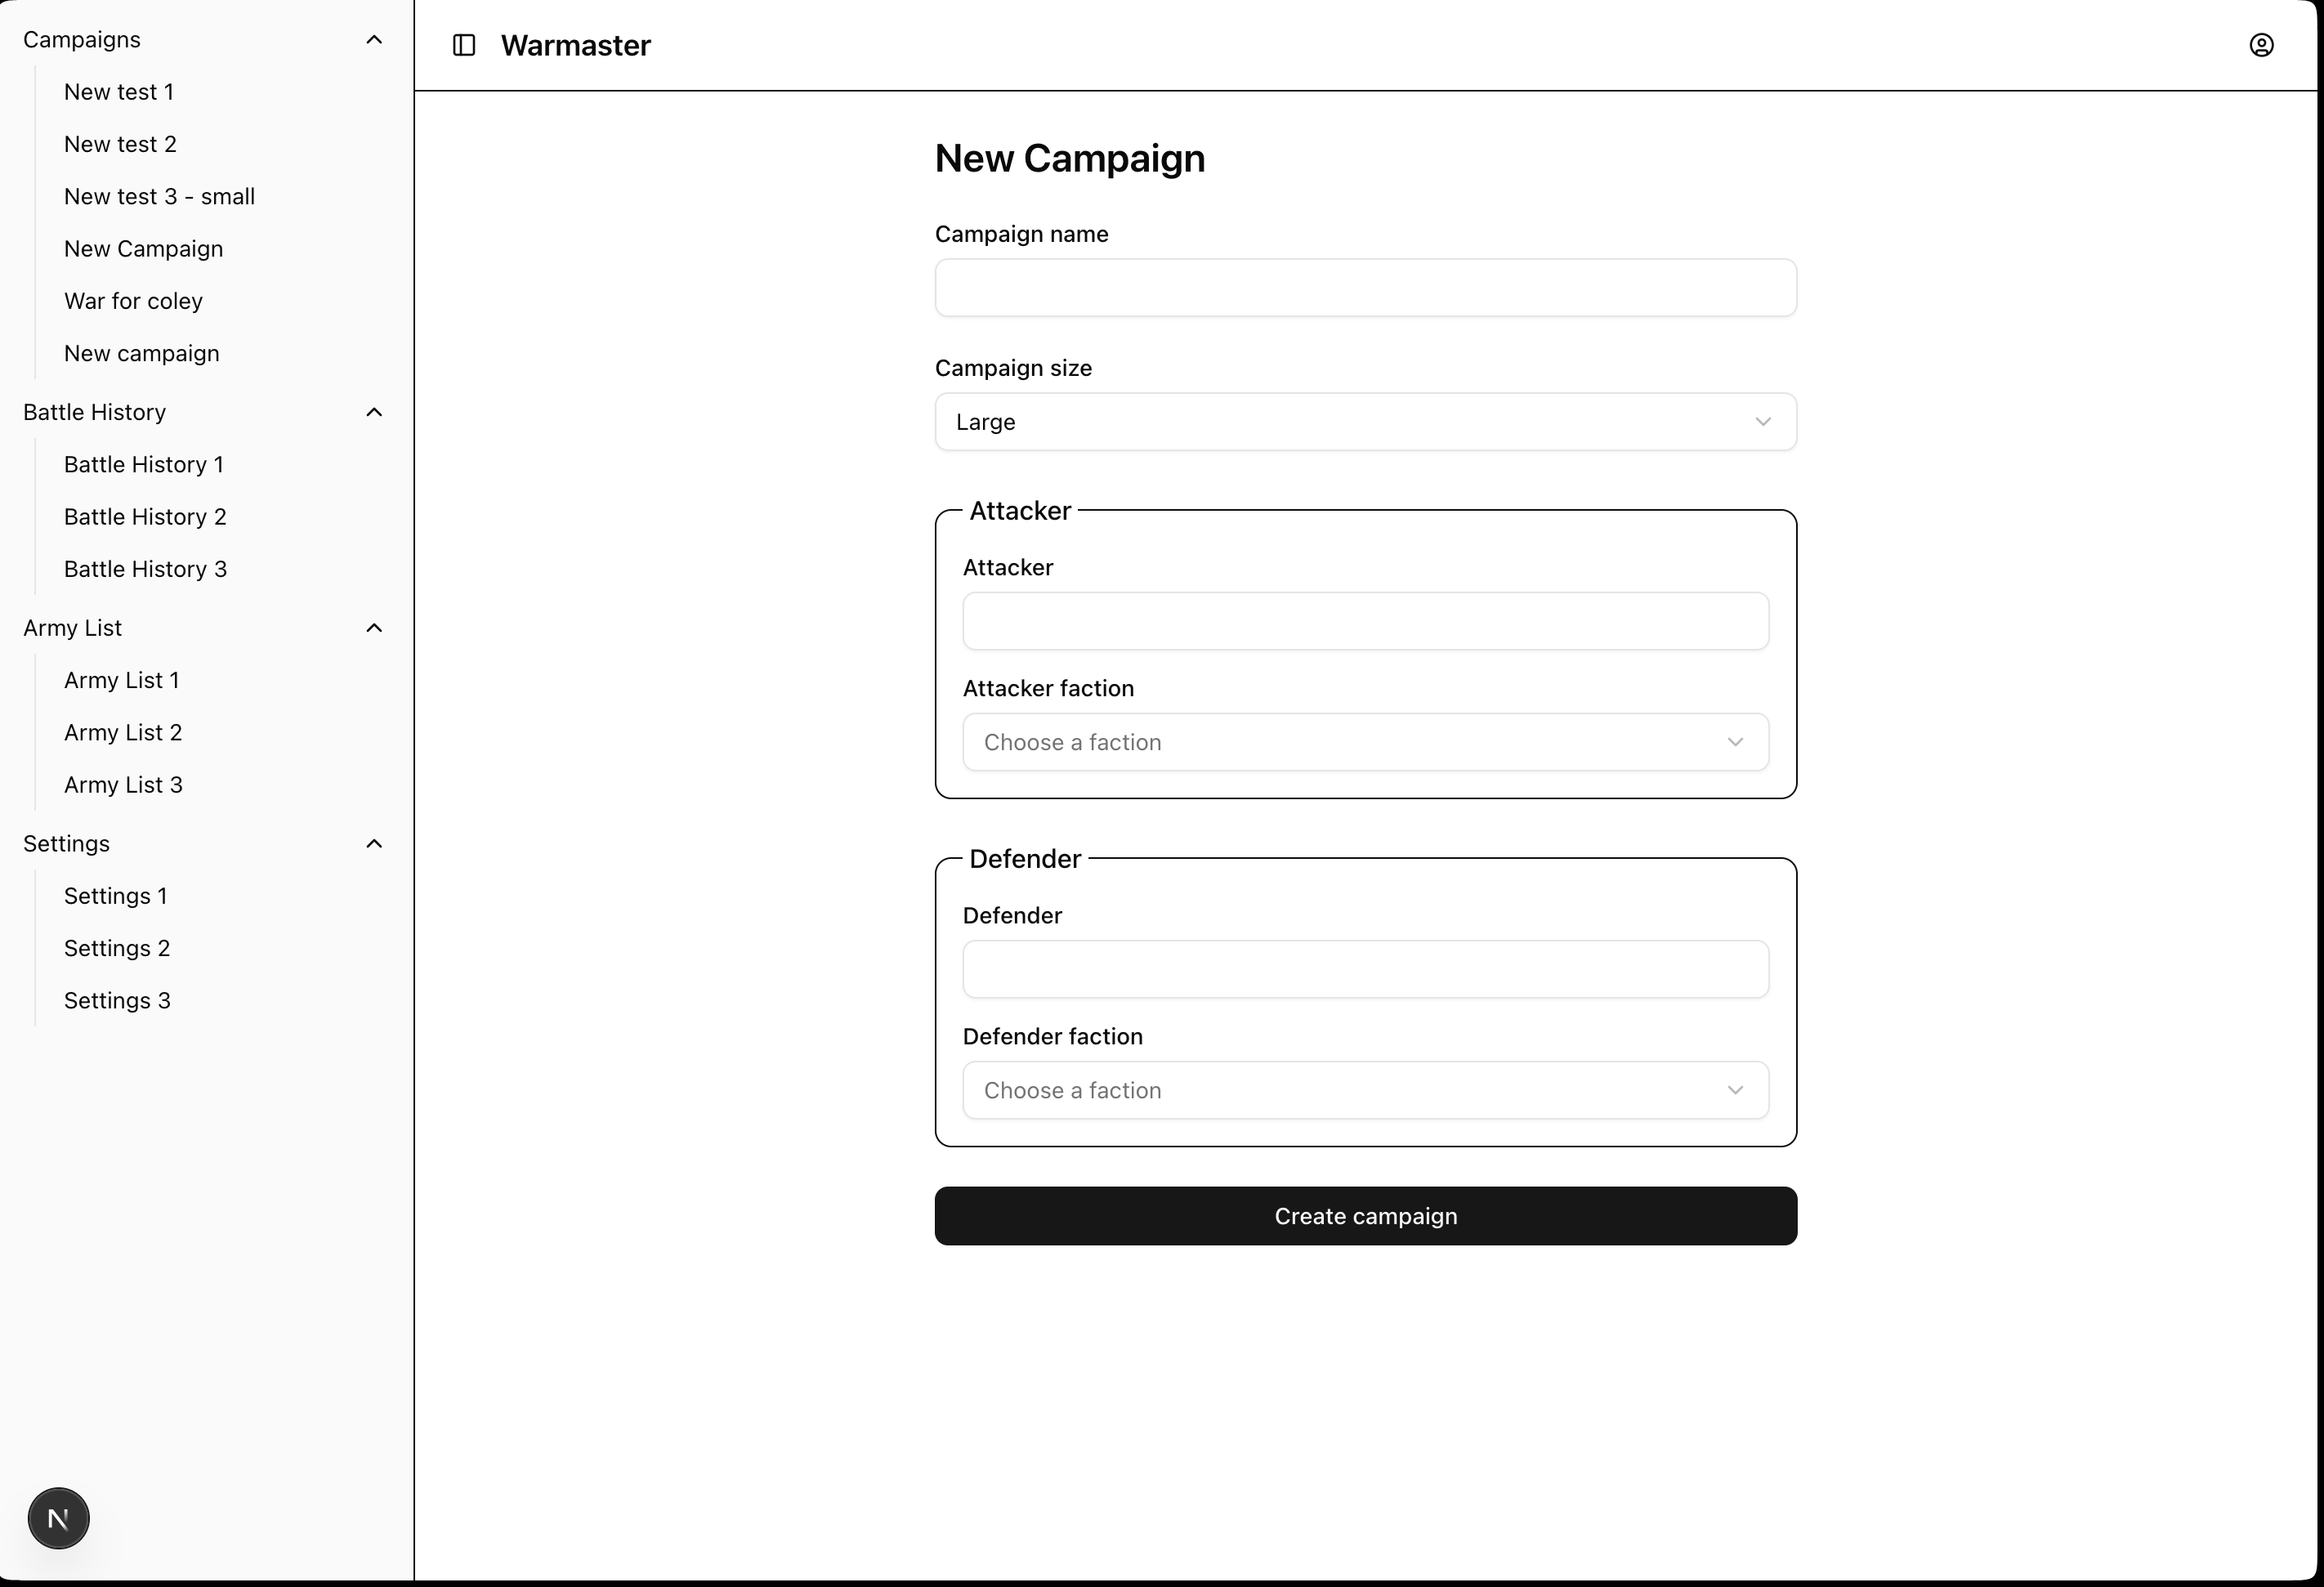 Campaigns
New test 1
New test 2
New test 3 - small
New Campaign
War for coley
New campaign
Battle History
Battle History 1
Battle History 2
Battle History 3
Army List
Army List 1
Army List 2
Army List 3
Settings
Settings 1
Settings 2
Settings 3
N
Warmaster
New Campaign
Campaign name
Campaign size
Large
Attacker
Attacker
Attacker faction
Choose a faction
Defender
Defender
Defender faction
Choose a faction
Create campaign